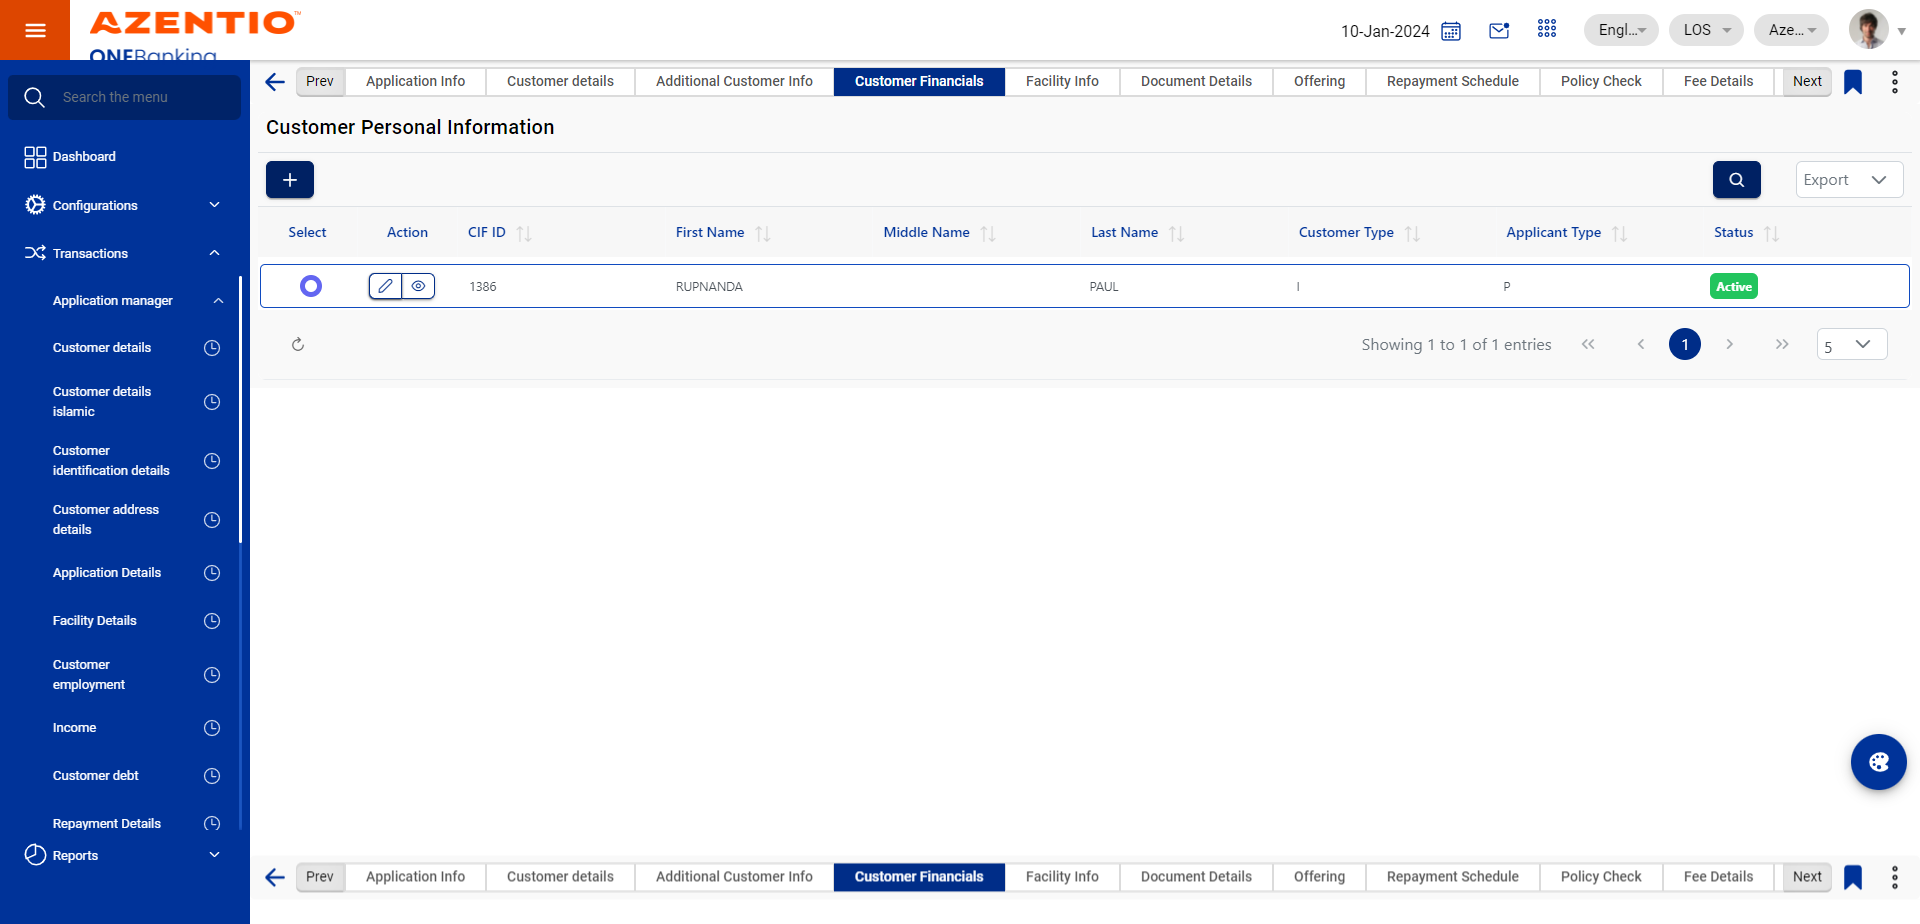 AZENTIO™
ONEBanking
10-Jan-2024
Engl...
LOS
Aze...
Search the menu
Dashboard
Configurations
Transactions
Application manager
Customer details
Customer details
islamic
Customer
identification details
Customer address
details
Application Details
Facility Details
Customer
employment
Income
Customer debt
Repayment Details
Reports
Prev Application Info Customer details Additional Customer Info Customer Financials Facility Info Document Details Offering Repayment Schedule Policy Check Fee Details Next
Customer Personal Information
+
Export
Select Action CIF ID First Name Middle Name Last Name Customer Type Applicant Type Status
1386 RUPNANDA PAUL I P Active
Showing 1 to 1 of 1 entries << < 1 > >> 5
Prev Application Info Customer details Additional Customer Info Customer Financials Facility Info Document Details Offering Repayment Schedule Policy Check Fee Details Next